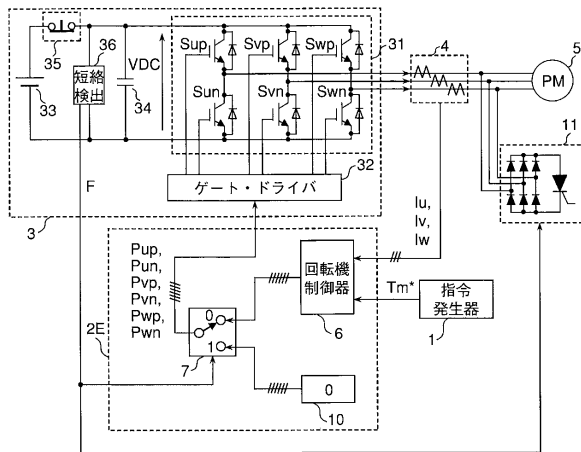 36
35
短絡
検出
VDC
33
34
Sup
Svp
Swp
Sun
Svn
Swn
31
4
5
PM
11
ゲート・ドライバ
32
F
3
Iu,
Iv,
Iw
Pup,
Pun,
Pvp,
Pvn,
Pwp,
Pwn
回転機
制御器
6
Tm*
指令
発生器
1
2E
0
1
7
0
10